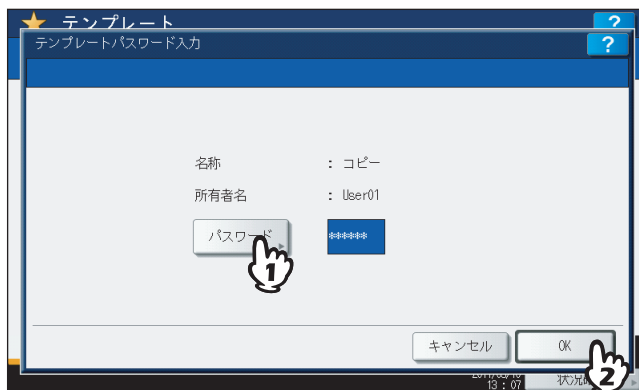 テンプレート
?
テンプレートパスワード入力
?
名称 : コピー
所有者名 : User01
パスワード ******
1
キャンセル OK
13 : 07 状況
2